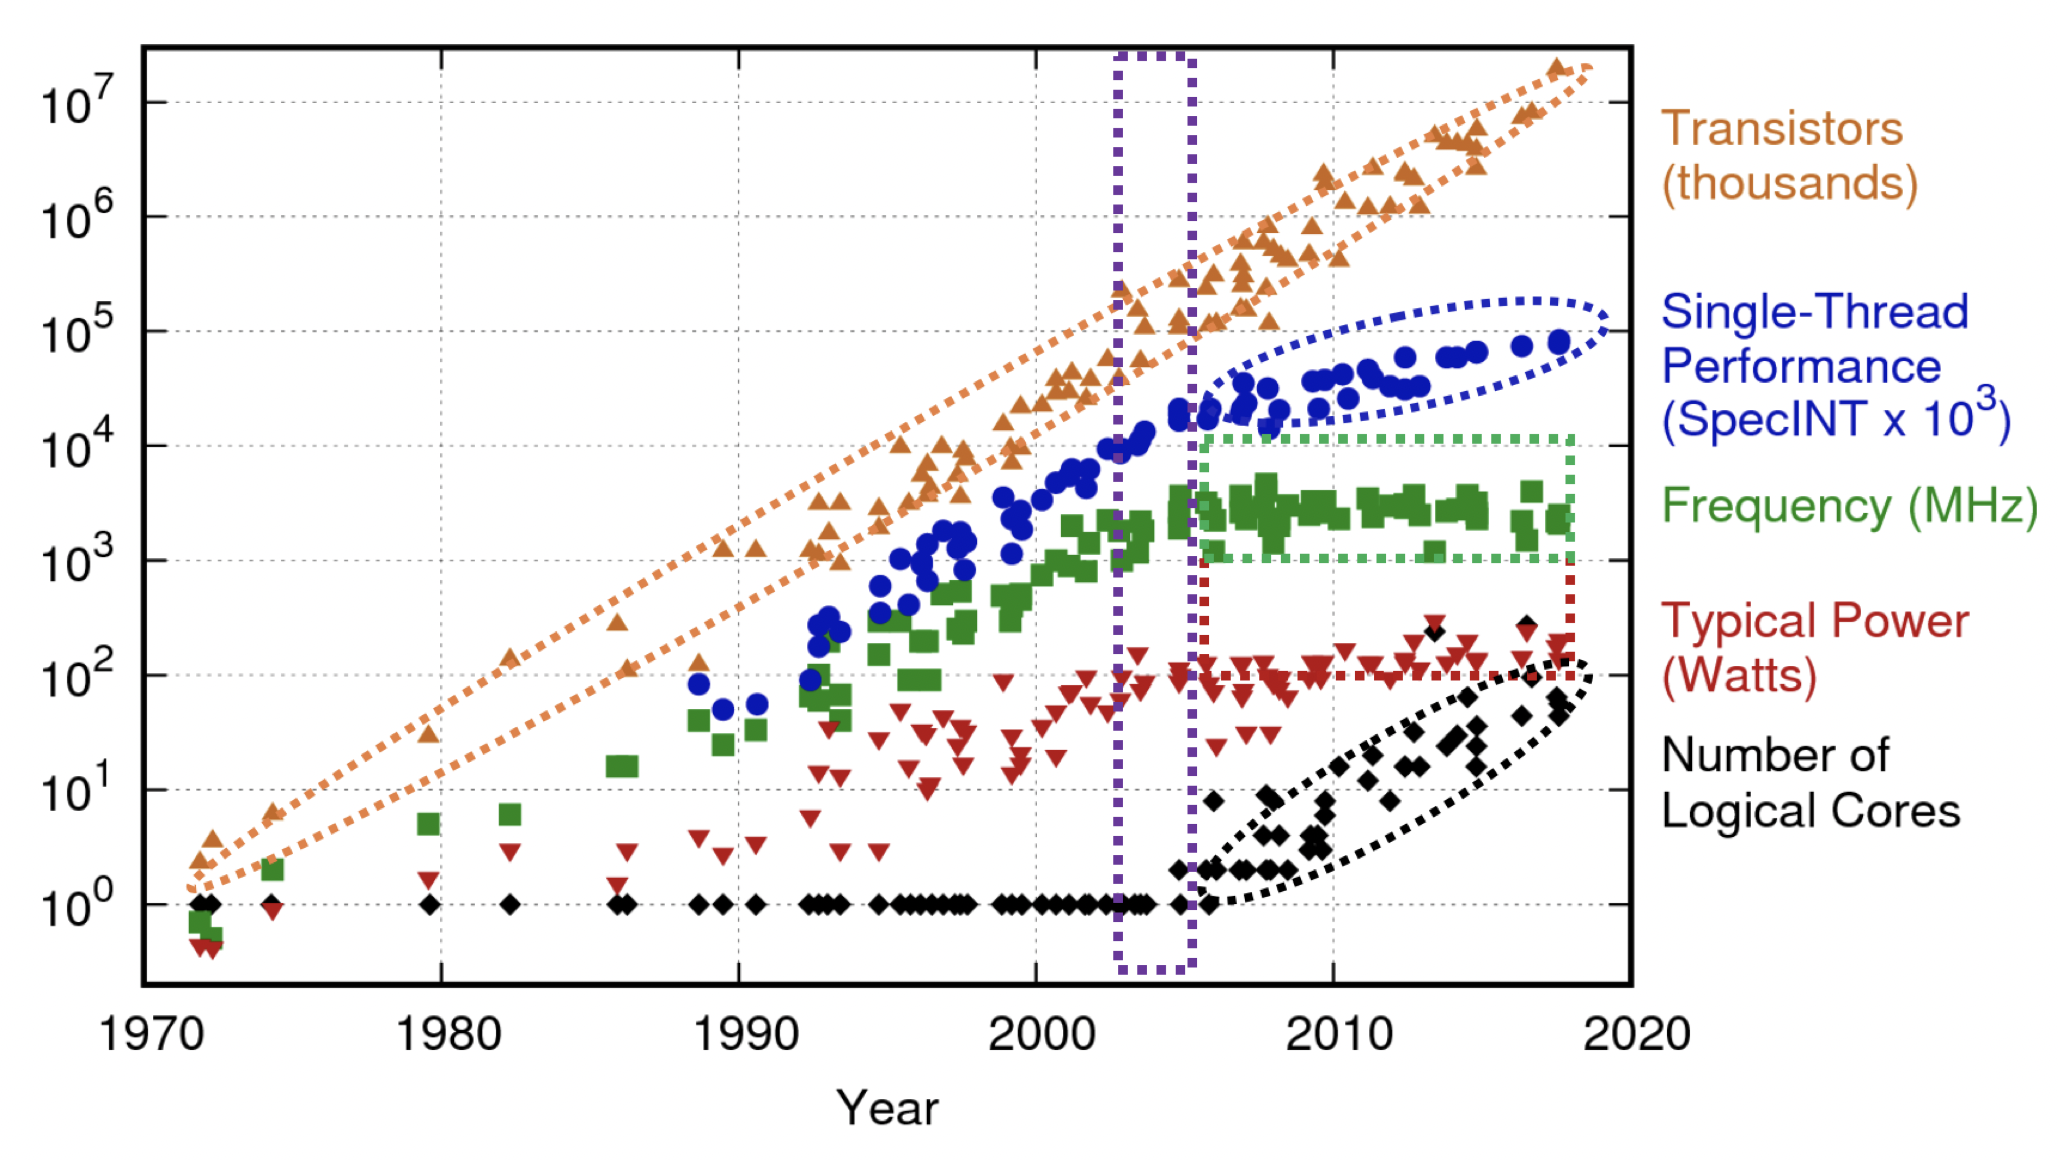 10^7
10^6
10^5
10^4
10^3
10^2
10^1
10^0
1970 1980 1990 2000 2010 2020
Year
Transistors
(thousands)
Single-Thread
Performance
(SpecINT x 10^3)
Frequency (MHz)
Typical Power
(Watts)
Number of
Logical Cores